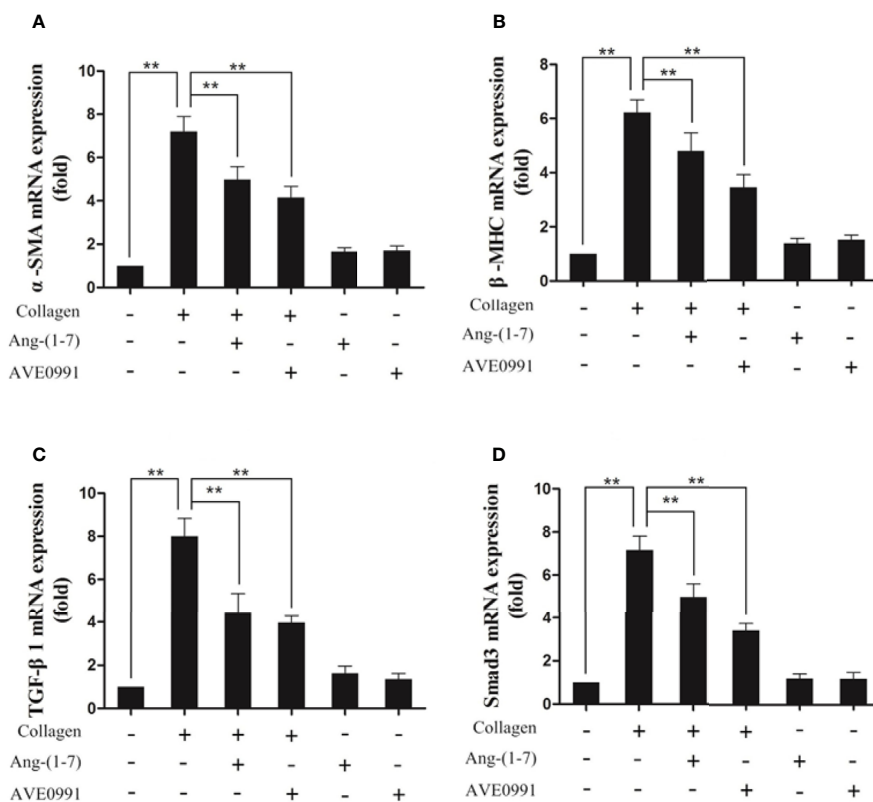 A
** ** **
10
8
6
4
2
0
α -SMA mRNA expression
(fold)
Collagen - + + + - -
Ang-(1-7) - - + - + -
AVE0991 - - - + - +
B
** ** **
8
6
4
2
0
β -MHC mRNA expression
(fold)
Collagen - + + + - -
Ang-(1-7) - - + - + -
AVE0991 - - - + - +
C
** ** **
10
8
6
4
2
0
TGF-β 1 mRNA expression
(fold)
Collagen - + + + - -
Ang-(1-7) - - + - + -
AVE0991 - - - + - +
D
** ** **
10
8
6
4
2
0
Smad3 mRNA expression
(fold)
Collagen - + + + - -
Ang-(1-7) - - + - + -
AVE0991 - - - + - +